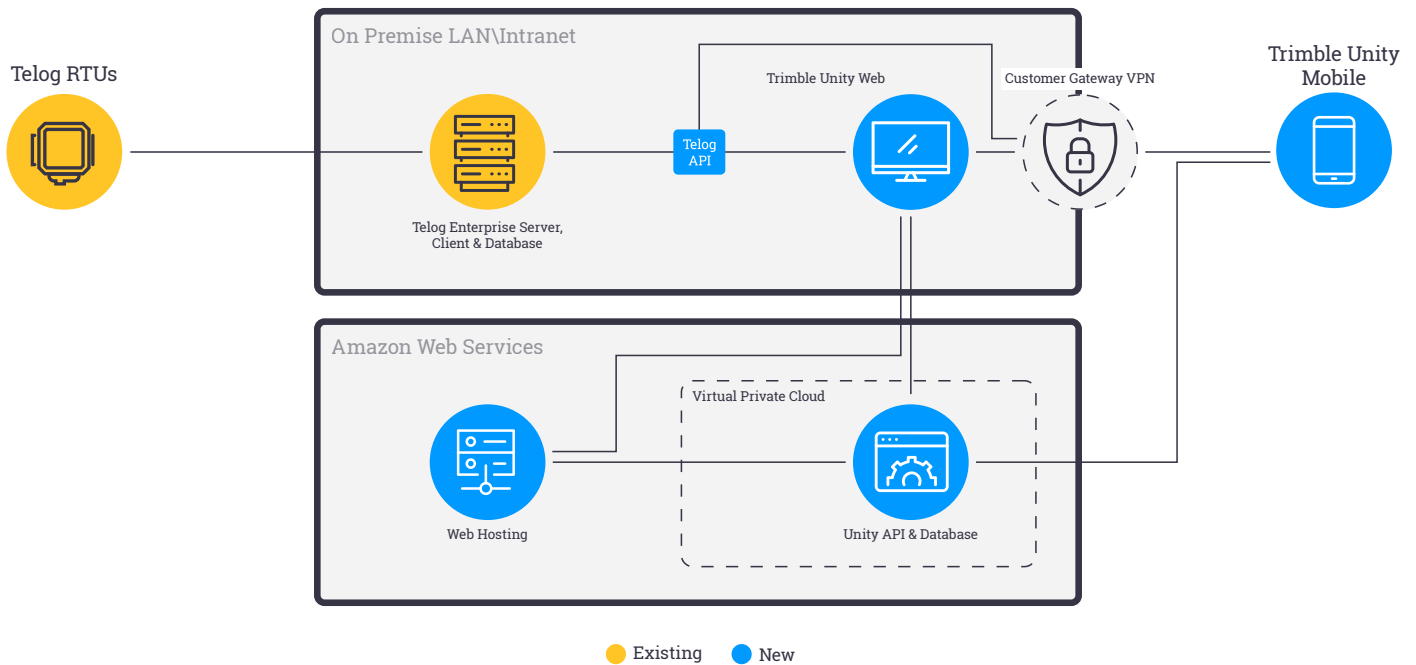 On Premise LAN\Intranet
Telog RTUs
Trimble Unity Web
Customer Gateway VPN
Trimble Unity
Mobile
Telog
API
Telog Enterprise Server,
Client & Database
Amazon Web Services
Virtual Private Cloud
Web Hosting
Unity API & Database
Existing
New